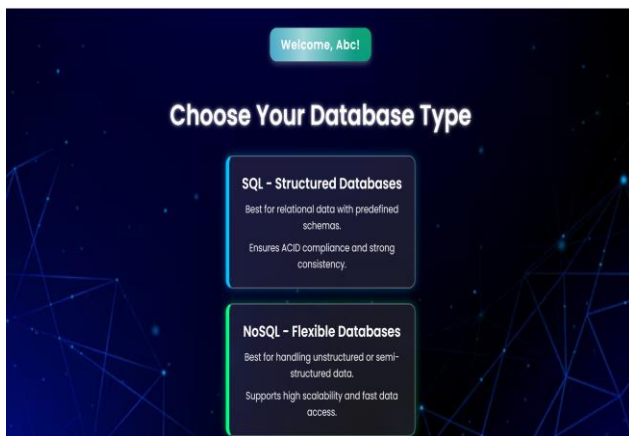 Welcome, Abc!
Choose Your Database Type
SQL - Structured Databases
Best for relational data with predefined
schemas.
Ensures ACID compliance and strong
consistency.
NoSQL - Flexible Databases
Best for handling unstructured or semi-
structured data.
Supports high scalability and fast data
access.